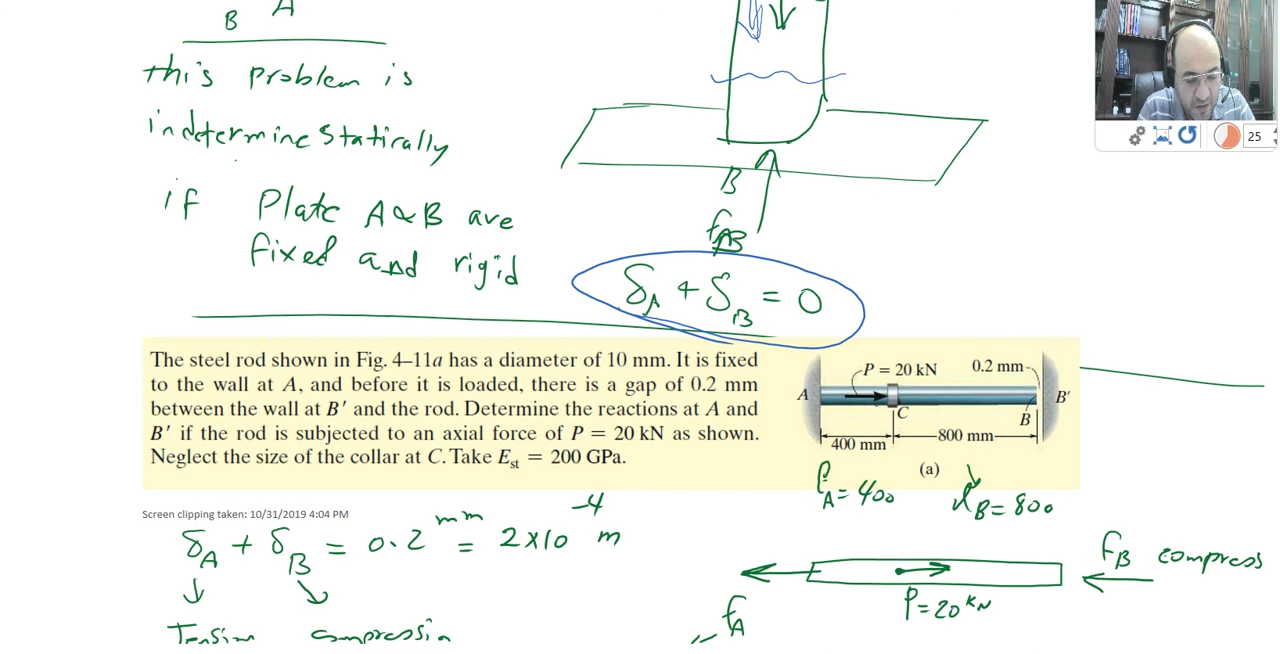 B A
this problem is
indetermine statically
if Plate A & B are
fixed and rigid
B
δA + δB = 0
25
The steel rod shown in Fig. 4–11a has a diameter of 10 mm. It is fixed
to the wall at A, and before it is loaded, there is a gap of 0.2 mm
between the wall at B′ and the rod. Determine the reactions at A and
B′ if the rod is subjected to an axial force of P = 20 kN as shown.
Neglect the size of the collar at C. Take Est = 200 GPa.
P = 20 kN 0.2 mm
A B′
C B
400 mm 800 mm
(a)
ℓA = 400 ℓB = 800
Screen clipping taken: 10/31/2019 4:04 PM
δA + δB = 0.2 mm = 2 x 10 -4 m
Tension compression
FB compress
P = 20 KN
fA